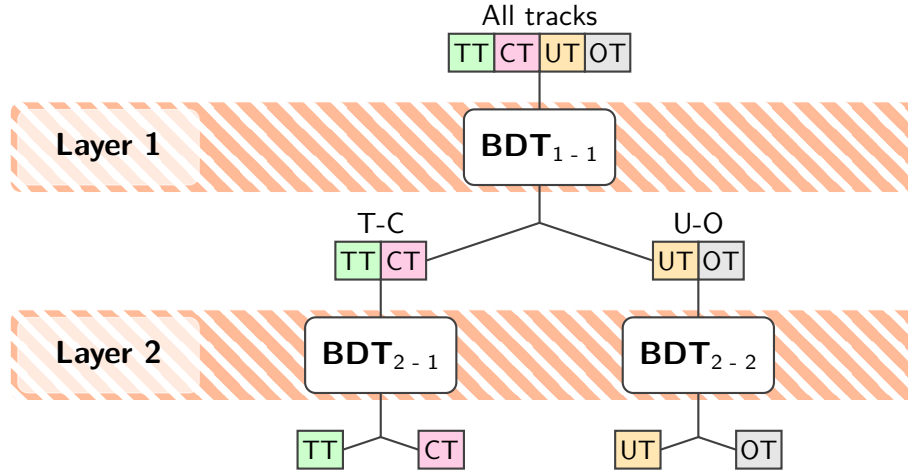 All tracks
TT CT UT OT
Layer 1
BDT1 - 1
T-C U-O
TT CT UT OT
Layer 2
BDT2 - 1 BDT2 - 2
TT CT UT OT